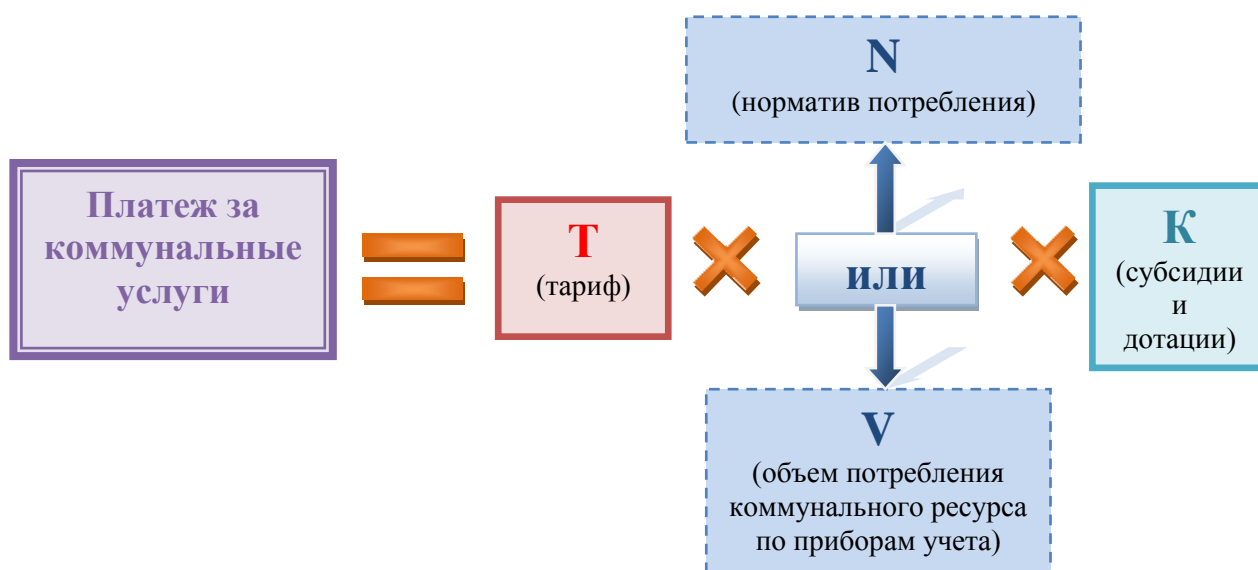 N
(норматив потребления)
Платеж за
коммунальные
услуги
Т
(тариф)
или
К
(субсидии
и
дотации)
V
(объем потребления
коммунального ресурса
по приборам учета)